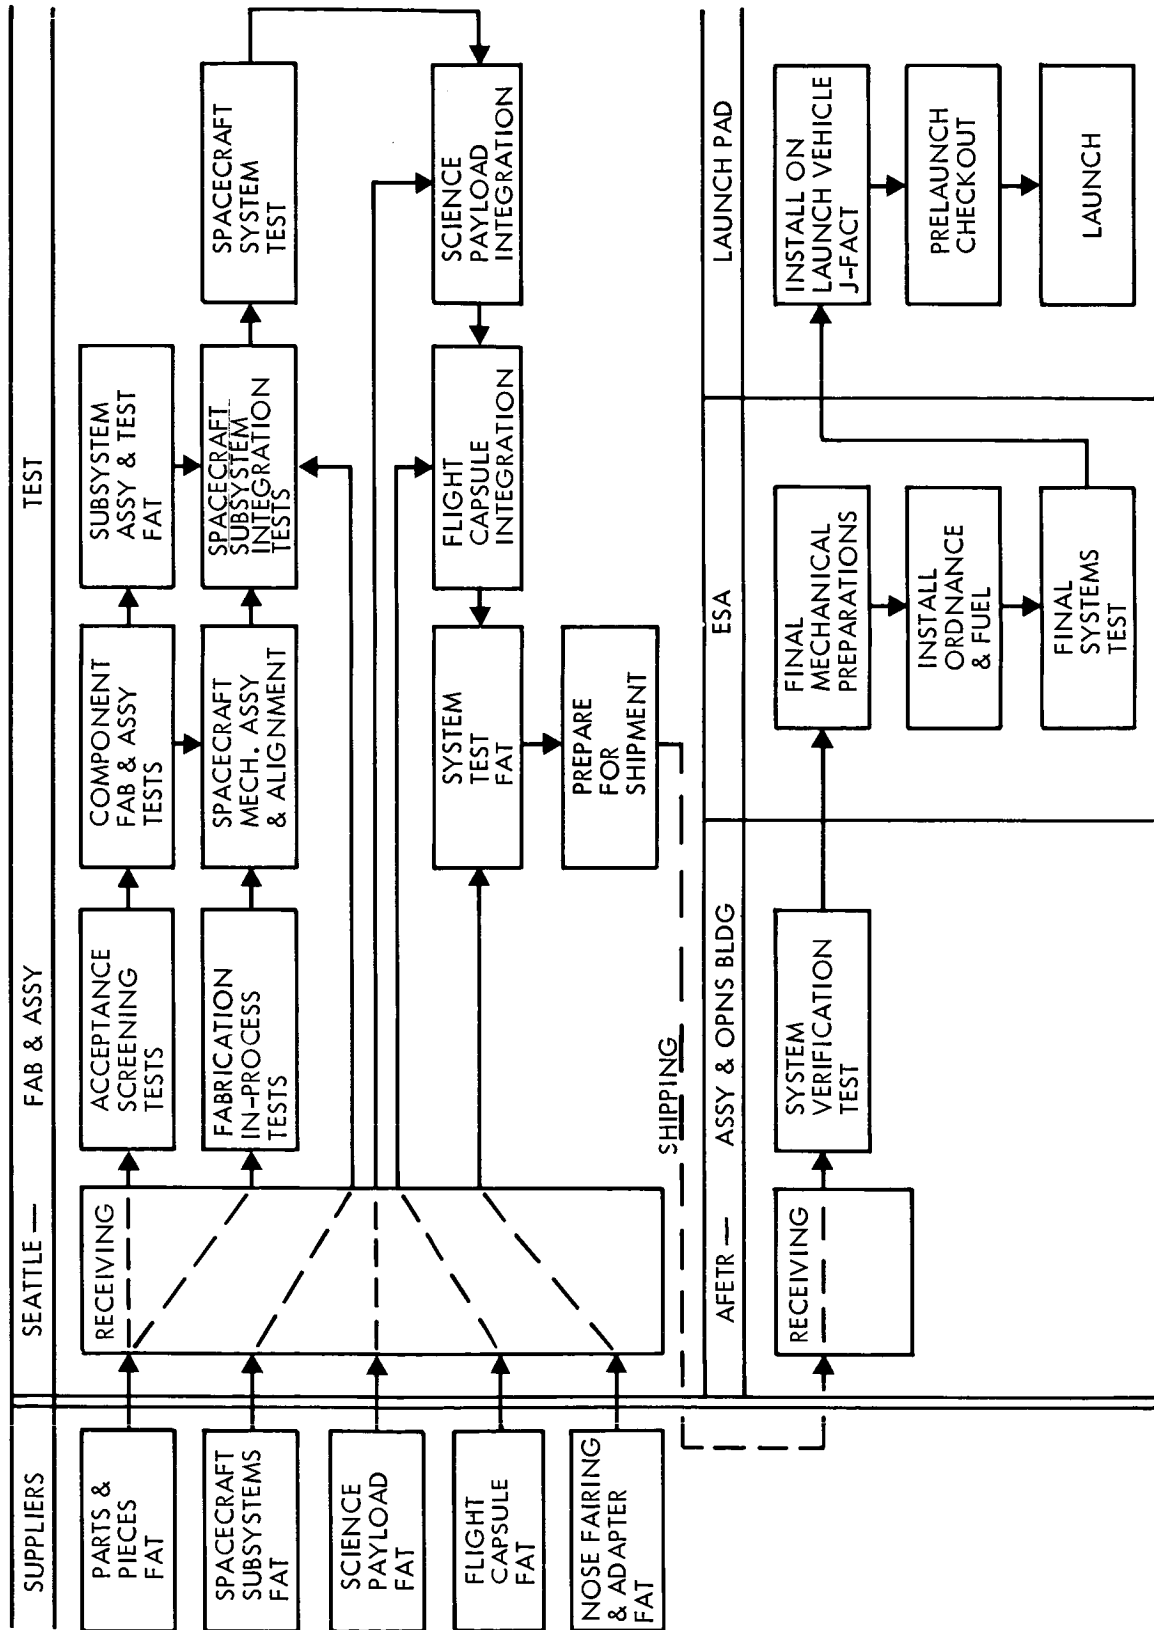 SUPPLIERS
SEATTLE —
FAB & ASSY
TEST
PARTS &
PIECES
FAT
SPACECRAFT
SUBSYSTEMS
FAT
SCIENCE
PAYLOAD
FAT
FLIGHT
CAPSULE
FAT
NOSE FAIRING
& ADAPTER
FAT
RECEIVING
ACCEPTANCE
SCREENING
TESTS
COMPONENT
FAB & ASSY
TESTS
SUBSYSTEM
ASSY & TEST
FAT
FABRICATION
IN-PROCESS
TESTS
SPACECRAFT
MECH. ASSY
& ALIGNMENT
SPACECRAFT
SUBSYSTEM
INTEGRATION
TESTS
SPACECRAFT
SYSTEM
TEST
SYSTEM
TEST
FAT
FLIGHT
CAPSULE
INTEGRATION
SCIENCE
PAYLOAD
INTEGRATION
PREPARE
FOR
SHIPMENT
SHIPPING
AFETR —
ASSY & OPNS BLDG
ESA
LAUNCH PAD
RECEIVING
SYSTEM
VERIFICATION
TEST
FINAL
MECHANICAL
PREPARATIONS
INSTALL
ORDNANCE
& FUEL
FINAL
SYSTEMS
TEST
INSTALL ON
LAUNCH VEHICLE
J-FACT
PRELAUNCH
CHECKOUT
LAUNCH